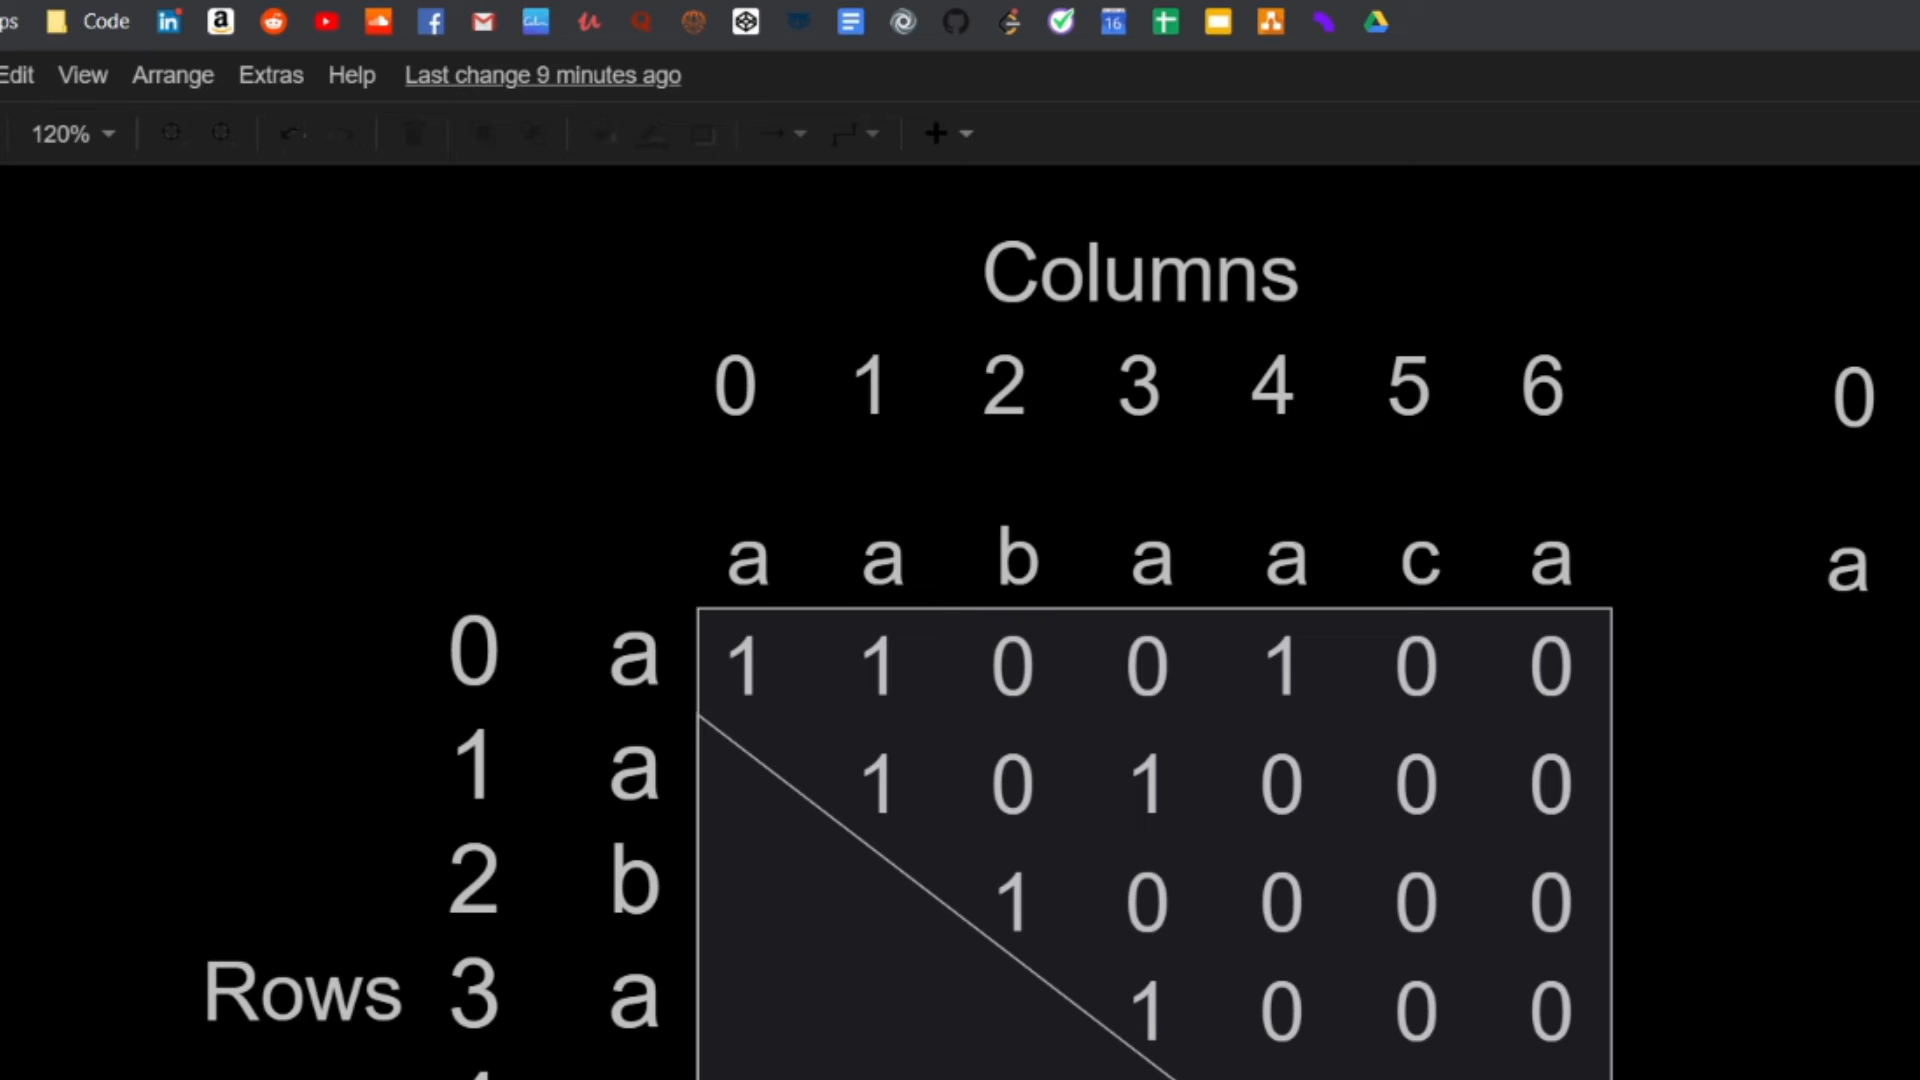 ps Code
Edit View Arrange Extras Help Last change 9 minutes ago
120%
Columns
0 1 2 3 4 5 6 0
a a b a a c a a
0 a 1 1 0 0 1 0 0
1 a 1 0 1 0 0 0
2 b 1 0 0 0 0
Rows 3 a 1 0 0 0